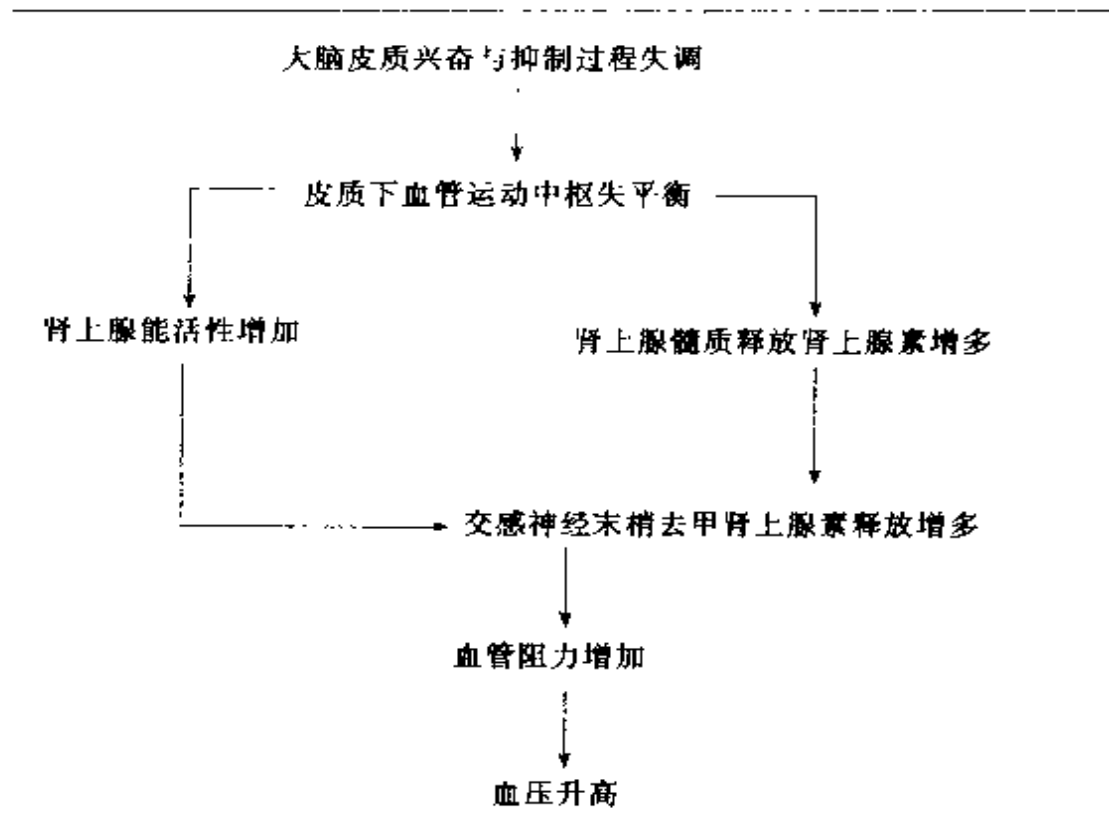 大脑皮质兴奋与抑制过程失调
皮质下血管运动中枢失平衡
肾上腺能活性增加
肾上腺髓质释放肾上腺素增多
交感神经末梢去甲肾上腺素释放增多
血管阻力增加
血压升高